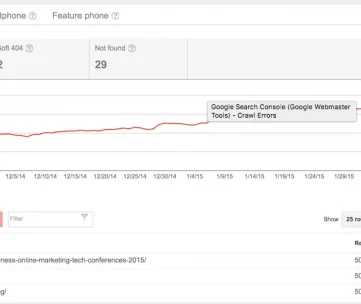 tphone Feature phone
Soft 404 Not found
2 29
Google Search Console (Google Webmaster
Tools) - Crawl Errors
12/5/14 12/10/14 12/15/14 12/20/14 12/25/14 12/30/14 1/4/15 1/9/15 1/14/15 1/19/15 1/24/15 1/29/15
Filter Show 25 ro
Re
ness-online-marketing-tech-conferences-2015/ 50
50
g/ 50